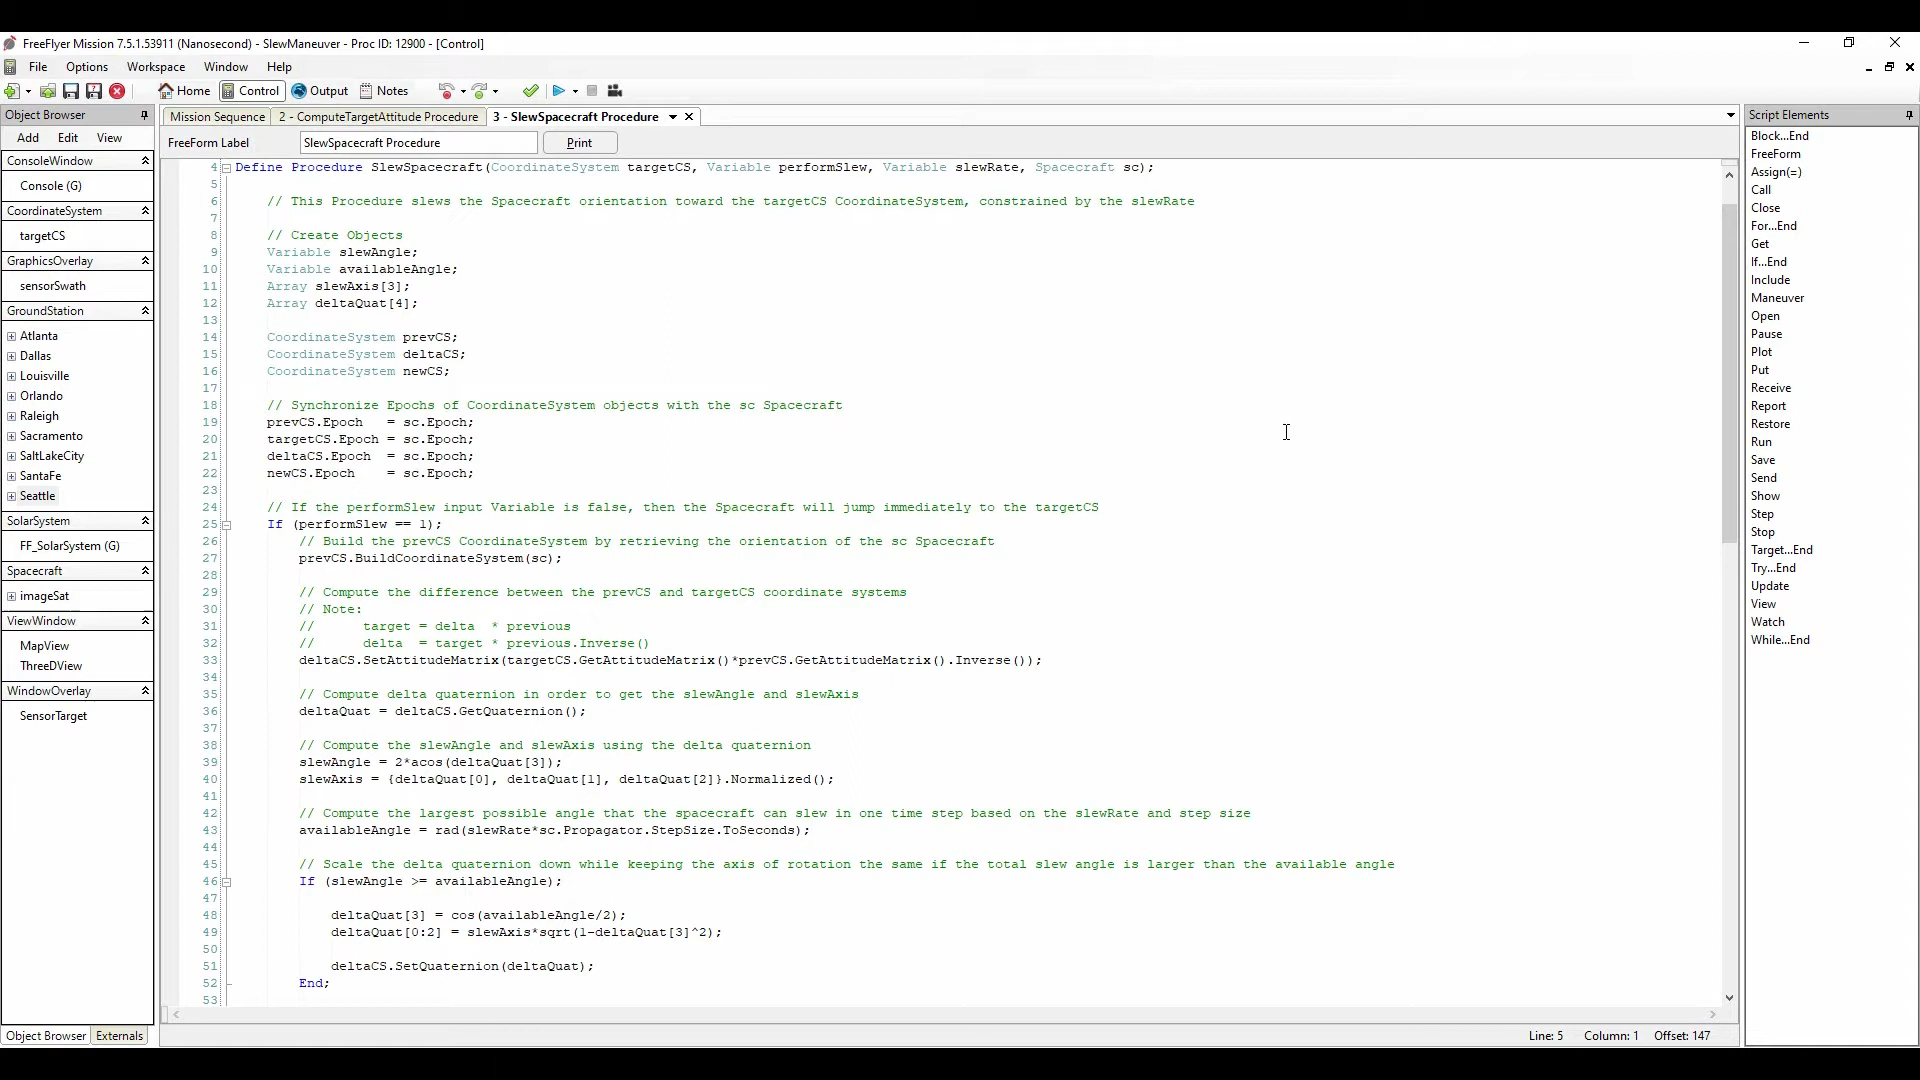 FreeFlyer Mission 7.5.1.53911 (Nanosecond) - SlewManeuver - Proc ID: 12900 - [Control]
File Options Workspace Window Help
Home Control Output Notes
Object Browser
Add Edit View
ConsoleWindow
Console (G)
CoordinateSystem
targetCS
GraphicsOverlay
sensorSwath
GroundStation
Atlanta
Dallas
Louisville
Orlando
Raleigh
Sacramento
SaltLakeCity
SantaFe
Seattle
SolarSystem
FF_SolarSystem (G)
Spacecraft
imageSat
ViewWindow
MapView
ThreeDView
WindowOverlay
SensorTarget
Object Browser Externals
Mission Sequence 2 - ComputeTargetAttitude Procedure 3 - SlewSpacecraft Procedure
FreeForm Label SlewSpacecraft Procedure Print
4 Define Procedure SlewSpacecraft(CoordinateSystem targetCS, Variable performSlew, Variable slewRate, Spacecraft sc);
5
6 // This Procedure slews the Spacecraft orientation toward the targetCS CoordinateSystem, constrained by the slewRate
7
8 // Create Objects
9 Variable slewAngle;
10 Variable availableAngle;
11 Array slewAxis[3];
12 Array deltaQuat[4];
13
14 CoordinateSystem prevCS;
15 CoordinateSystem deltaCS;
16 CoordinateSystem newCS;
17
18 // Synchronize Epochs of CoordinateSystem objects with the sc Spacecraft
19 prevCS.Epoch = sc.Epoch;
20 targetCS.Epoch = sc.Epoch;
21 deltaCS.Epoch = sc.Epoch;
22 newCS.Epoch = sc.Epoch;
23
24 // If the performSlew input Variable is false, then the Spacecraft will jump immediately to the targetCS
25 If (performSlew == 1);
26 // Build the prevCS CoordinateSystem by retrieving the orientation of the sc Spacecraft
27 prevCS.BuildCoordinateSystem(sc);
28
29 // Compute the difference between the prevCS and targetCS coordinate systems
30 // Note:
31 // target = delta * previous
32 // delta = target * previous.Inverse()
33 deltaCS.SetAttitudeMatrix(targetCS.GetAttitudeMatrix()*prevCS.GetAttitudeMatrix().Inverse());
34
35 // Compute delta quaternion in order to get the slewAngle and slewAxis
36 deltaQuat = deltaCS.GetQuaternion();
37
38 // Compute the slewAngle and slewAxis using the delta quaternion
39 slewAngle = 2*acos(deltaQuat[3]);
40 slewAxis = {deltaQuat[0], deltaQuat[1], deltaQuat[2]}.Normalized();
41
42 // Compute the largest possible angle that the spacecraft can slew in one time step based on the slewRate and step size
43 availableAngle = rad(slewRate*sc.Propagator.StepSize.ToSeconds);
44
45 // Scale the delta quaternion down while keeping the axis of rotation the same if the total slew angle is larger than the available angle
46 If (slewAngle >= availableAngle);
47
48 deltaQuat[3] = cos(availableAngle/2);
49 deltaQuat[0:2] = slewAxis*sqrt(1-deltaQuat[3]^2);
50
51 deltaCS.SetQuaternion(deltaQuat);
52 End;
53
Line: 5 Column: 1 Offset: 147
Script Elements
Block...End
FreeForm
Assign(=)
Call
Close
For...End
Get
If...End
Include
Maneuver
Open
Pause
Plot
Put
Receive
Report
Restore
Run
Save
Send
Show
Step
Stop
Target...End
Try...End
Update
View
Watch
While...End